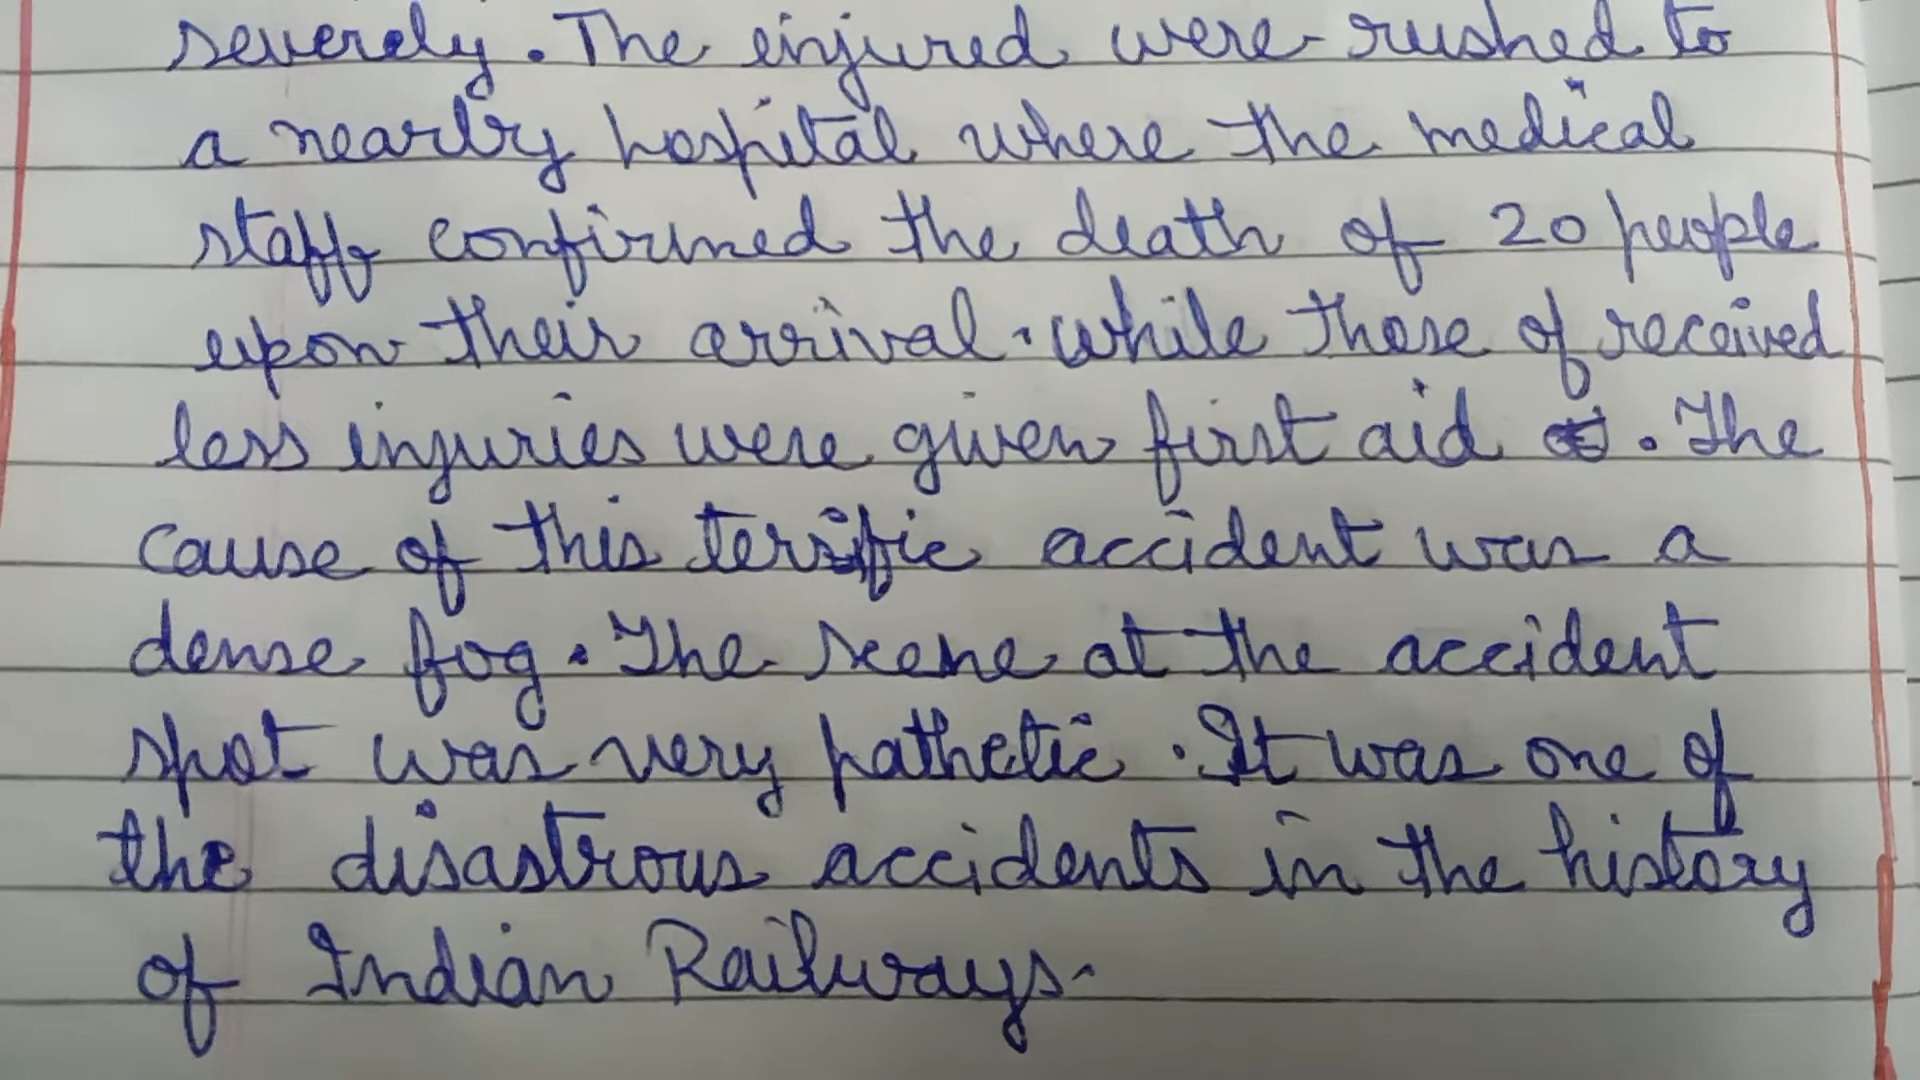 severely. The injured were rushed to
a nearby hospital where the medical
staff confirmed the death of 20 people
upon their arrival. while those of received
less injuries were given first aid . The
cause of this terrific accident was a
dense fog. The scene at the accident
spot was very pathetic. It was one of
the disastrous accidents in the history
of Indian Railways.